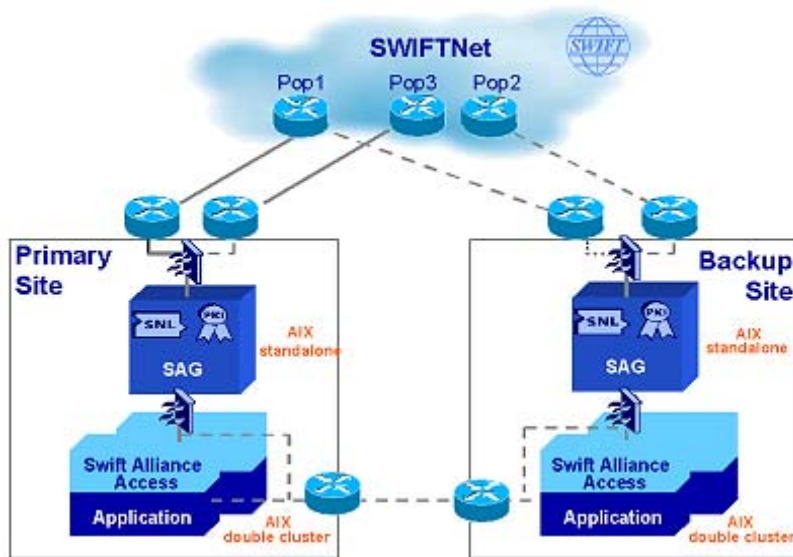 SWIFTNet
SWIFT
Pop1
Pop3
Pop2
Primary
Site
SNL
PKI
SAG
AIX
standalone
Swift Alliance
Access
Application
AIX
double cluster
Backup
Site
SNL
PKI
SAG
AIX
standalone
Swift Alliance
Access
Application
AIX
double cluster